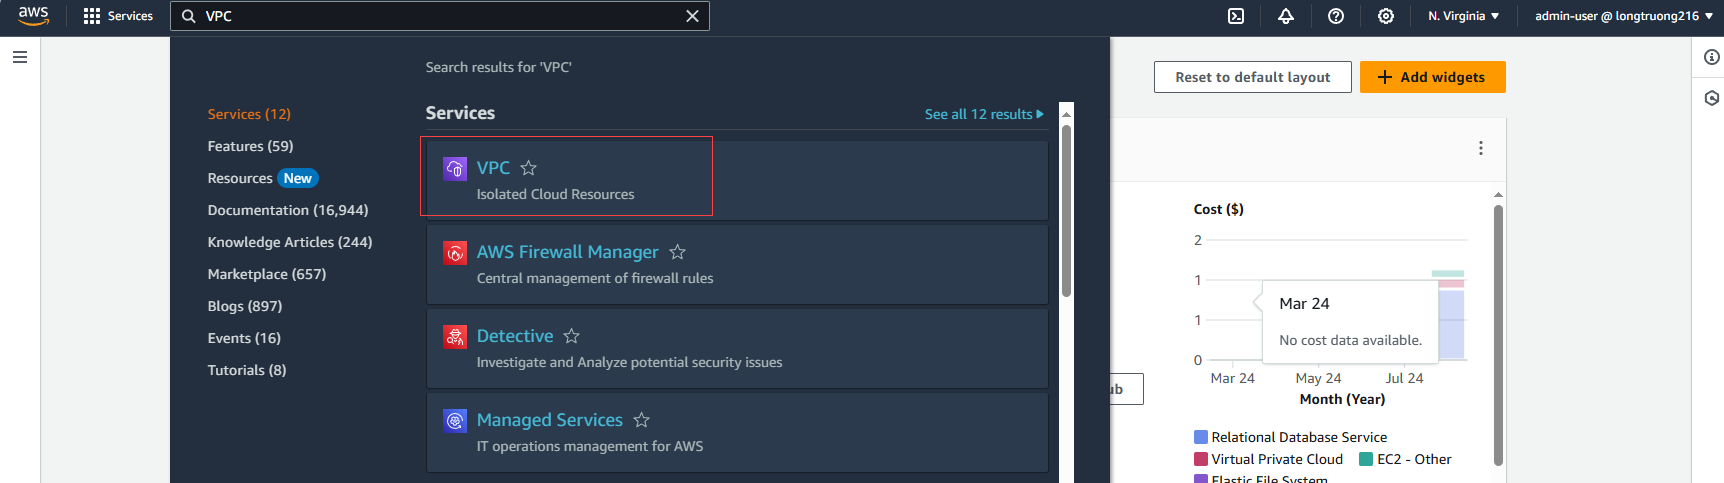 aws
Services
VPC
N. Virginia
admin-user @ longtruong216
Search results for 'VPC'
Services (12)
Features (59)
Resources New
Documentation (16,944)
Knowledge Articles (244)
Marketplace (657)
Blogs (897)
Events (16)
Tutorials (8)
Services
See all 12 results
VPC
Isolated Cloud Resources
AWS Firewall Manager
Central management of firewall rules
Detective
Investigate and Analyze potential security issues
Managed Services
IT operations management for AWS
Reset to default layout
Add widgets
Cost ($)
2
1
1
0
Mar 24
No cost data available.
Mar 24
May 24
Jul 24
Month (Year)
ub
Relational Database Service
Virtual Private Cloud
EC2 - Other
Elastic File System